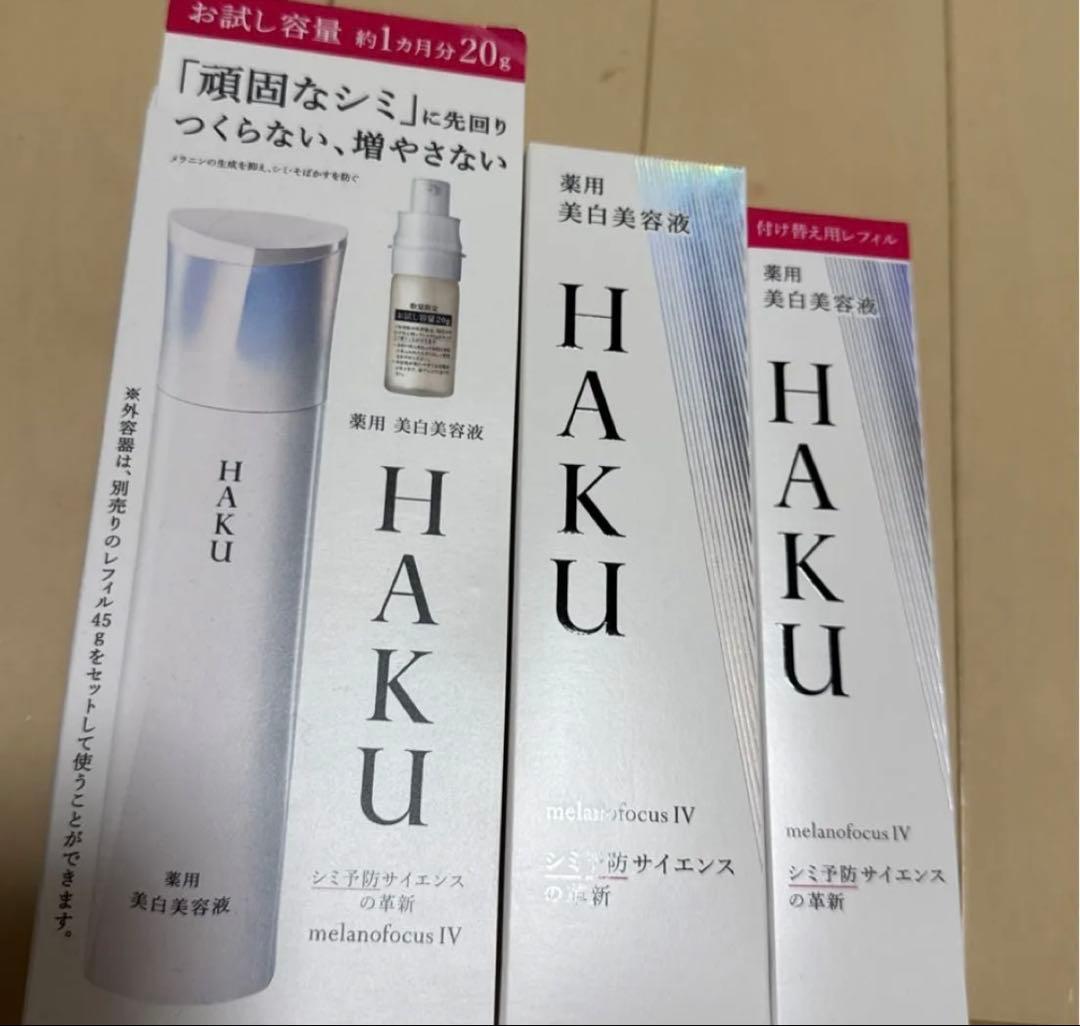 お試し容量 約1カ月分20g
「頑固なシミ」に先回り
つくらない、増やさない
メラニンの生成を抑え、シミ・そばかすを防ぐ
数量限定
お試し容量20g
薬用 美白美容液
HAKU
HAKU
※外容器は、別売りのレフィル45gをセットして使うことができます。
薬用
美白美容液
シミ予防サイエンス
の革新
melanofocus IV
薬用
美白美容液
HAKU
melanofocus IV
シミ予防サイエンス
の革新
付け替え用レフィル
薬用
美白美容液
HAKU
melanofocus IV
シミ予防サイエンス
の革新